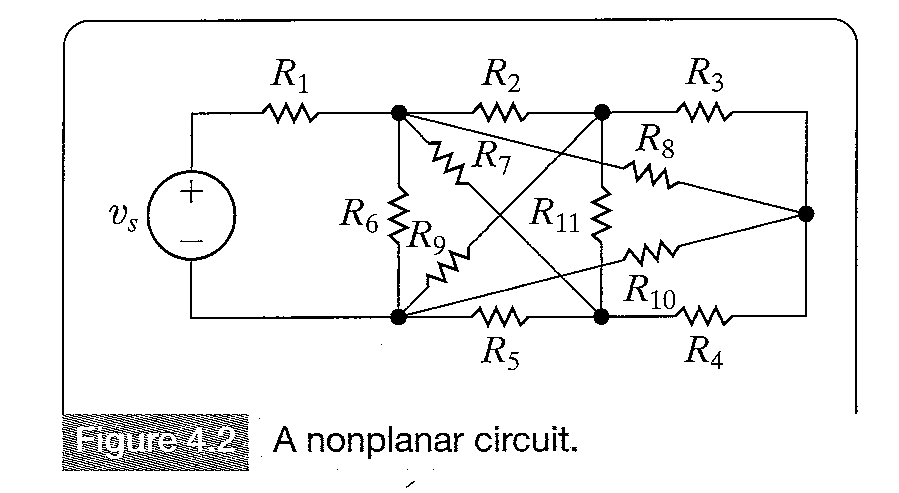 R1 R2 R3
R8
R7
vs + R6 R9 R11
−
R10
R5 R4
Figure 4.2 A nonplanar circuit.